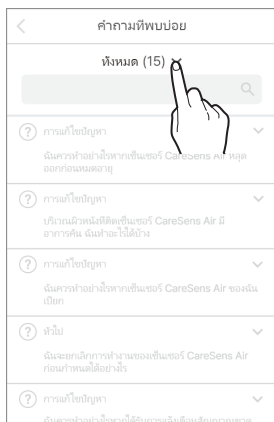 คำถามที่พบบ่อย
ทั้งหมด (15)
การแก้ไขปัญหา
ฉันควรทำอย่างไรหากเซ็นเซอร์ CareSens Air หลุด
ออกก่อนหมดอายุ
การแก้ไขปัญหา
บริเวณผิวหนังที่ติดเซ็นเซอร์ CareSens Air มี
อาการคัน ฉันทำอะไรได้บ้าง
การแก้ไขปัญหา
ฉันควรทำอย่างไรหากเซ็นเซอร์ CareSens Air ของฉัน
เปียก
ทั่วไป
ฉันจะยกเลิกการทำงานของเซ็นเซอร์ CareSens Air
ก่อนกำหนดได้อย่างไร
การแก้ไขปัญหา